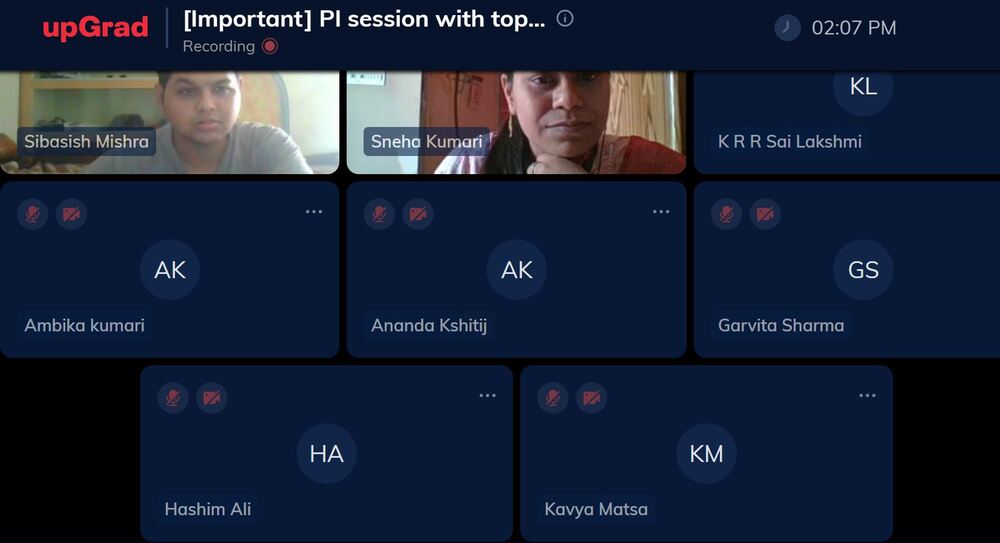 upGrad
[Important] PI session with top...
Recording
02:07 PM
Sibasish Mishra
Sneha Kumari
KL
K R R Sai Lakshmi
AK
Ambika kumari
AK
Ananda Kshitij
GS
Garvita Sharma
HA
Hashim Ali
KM
Kavya Matsa